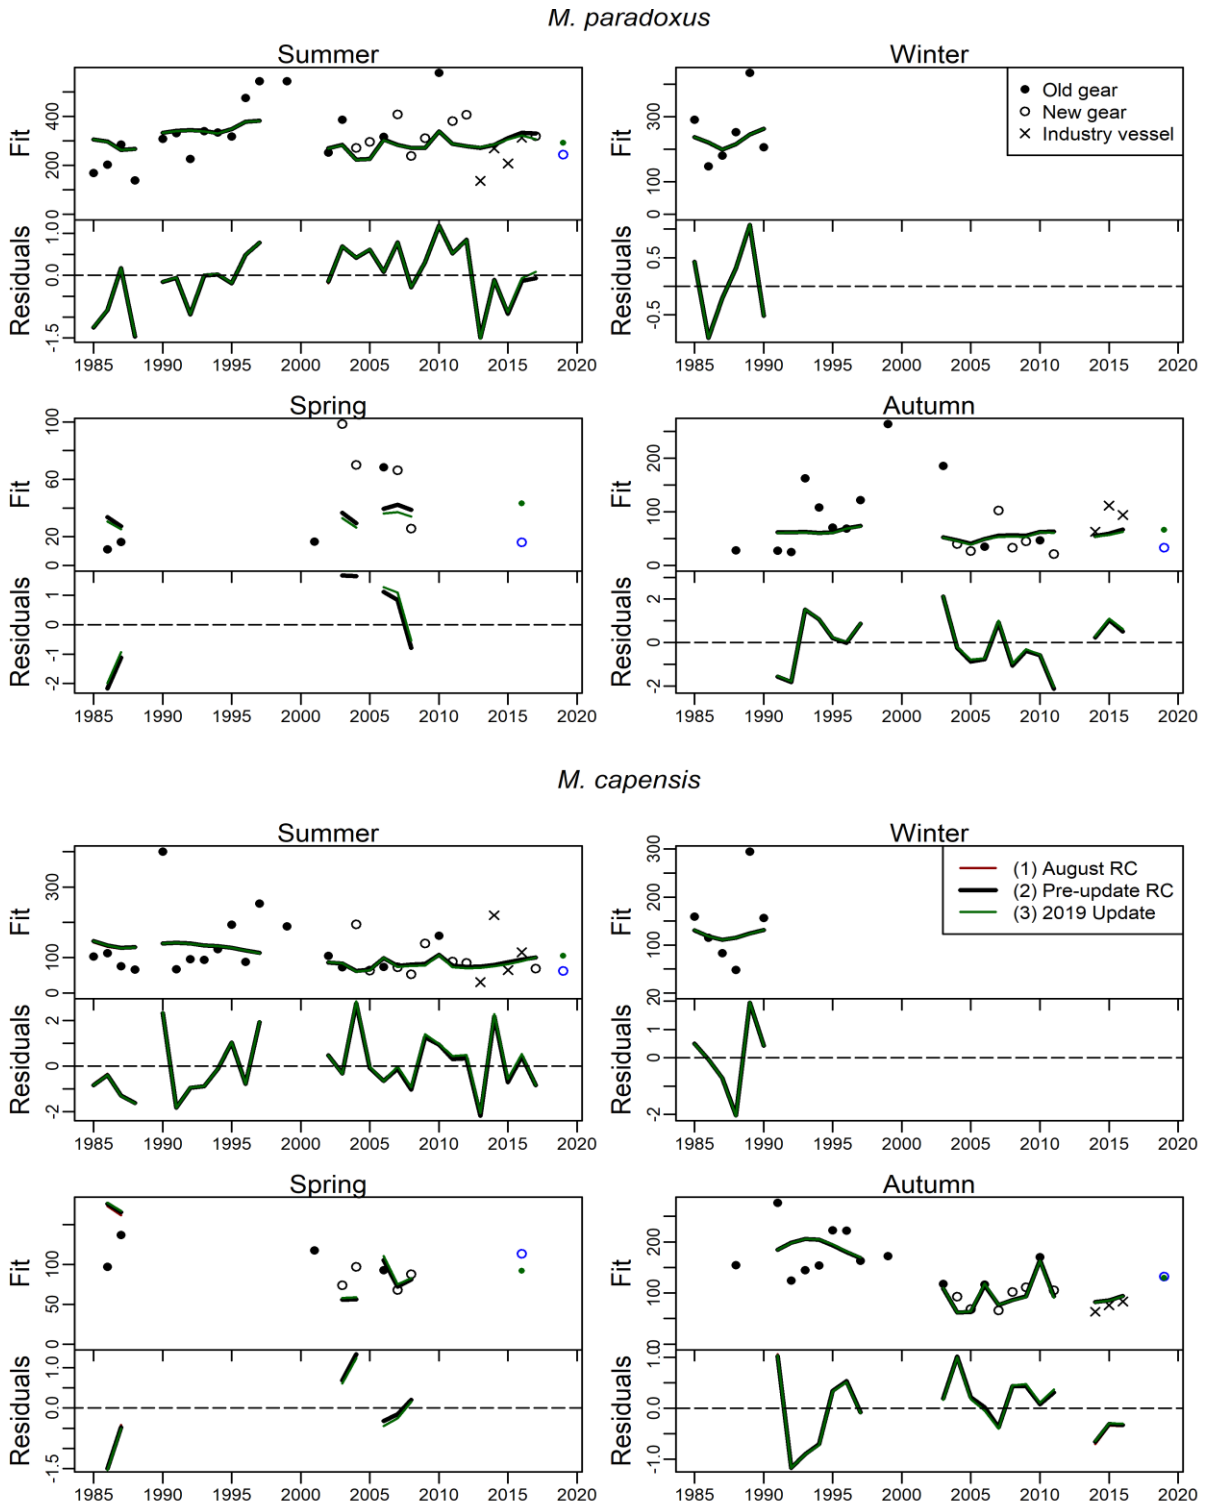 M. paradoxus
Summer
Winter
Fit
0 200 400
Fit
0 100 200 300
Old gear
New gear
Industry vessel
Residuals
-1.5 0.0 1.0
Residuals
-0.5 0.5
1985 1990 1995 2000 2005 2010 2015 2020
1985 1990 1995 2000 2005 2010 2015 2020
Spring
Autumn
Fit
0 20 60 100
Fit
0 100 200
Residuals
-2 -1 0 1
Residuals
-2 0 2
1985 1990 1995 2000 2005 2010 2015 2020
1985 1990 1995 2000 2005 2010 2015 2020
M. capensis
Summer
Winter
Fit
0 100 300
Fit
0 100 200 300
(1) August RC
(2) Pre-update RC
(3) 2019 Update
Residuals
-2 0 2
Residuals
-2 0 1 2
1985 1990 1995 2000 2005 2010 2015 2020
1985 1990 1995 2000 2005 2010 2015 2020
Spring
Autumn
Fit
0 50 100
Fit
0 100 200
Residuals
-1.5 0.0 1.0
Residuals
-1.0 0.0 1.0
1985 1990 1995 2000 2005 2010 2015 2020
1985 1990 1995 2000 2005 2010 2015 2020